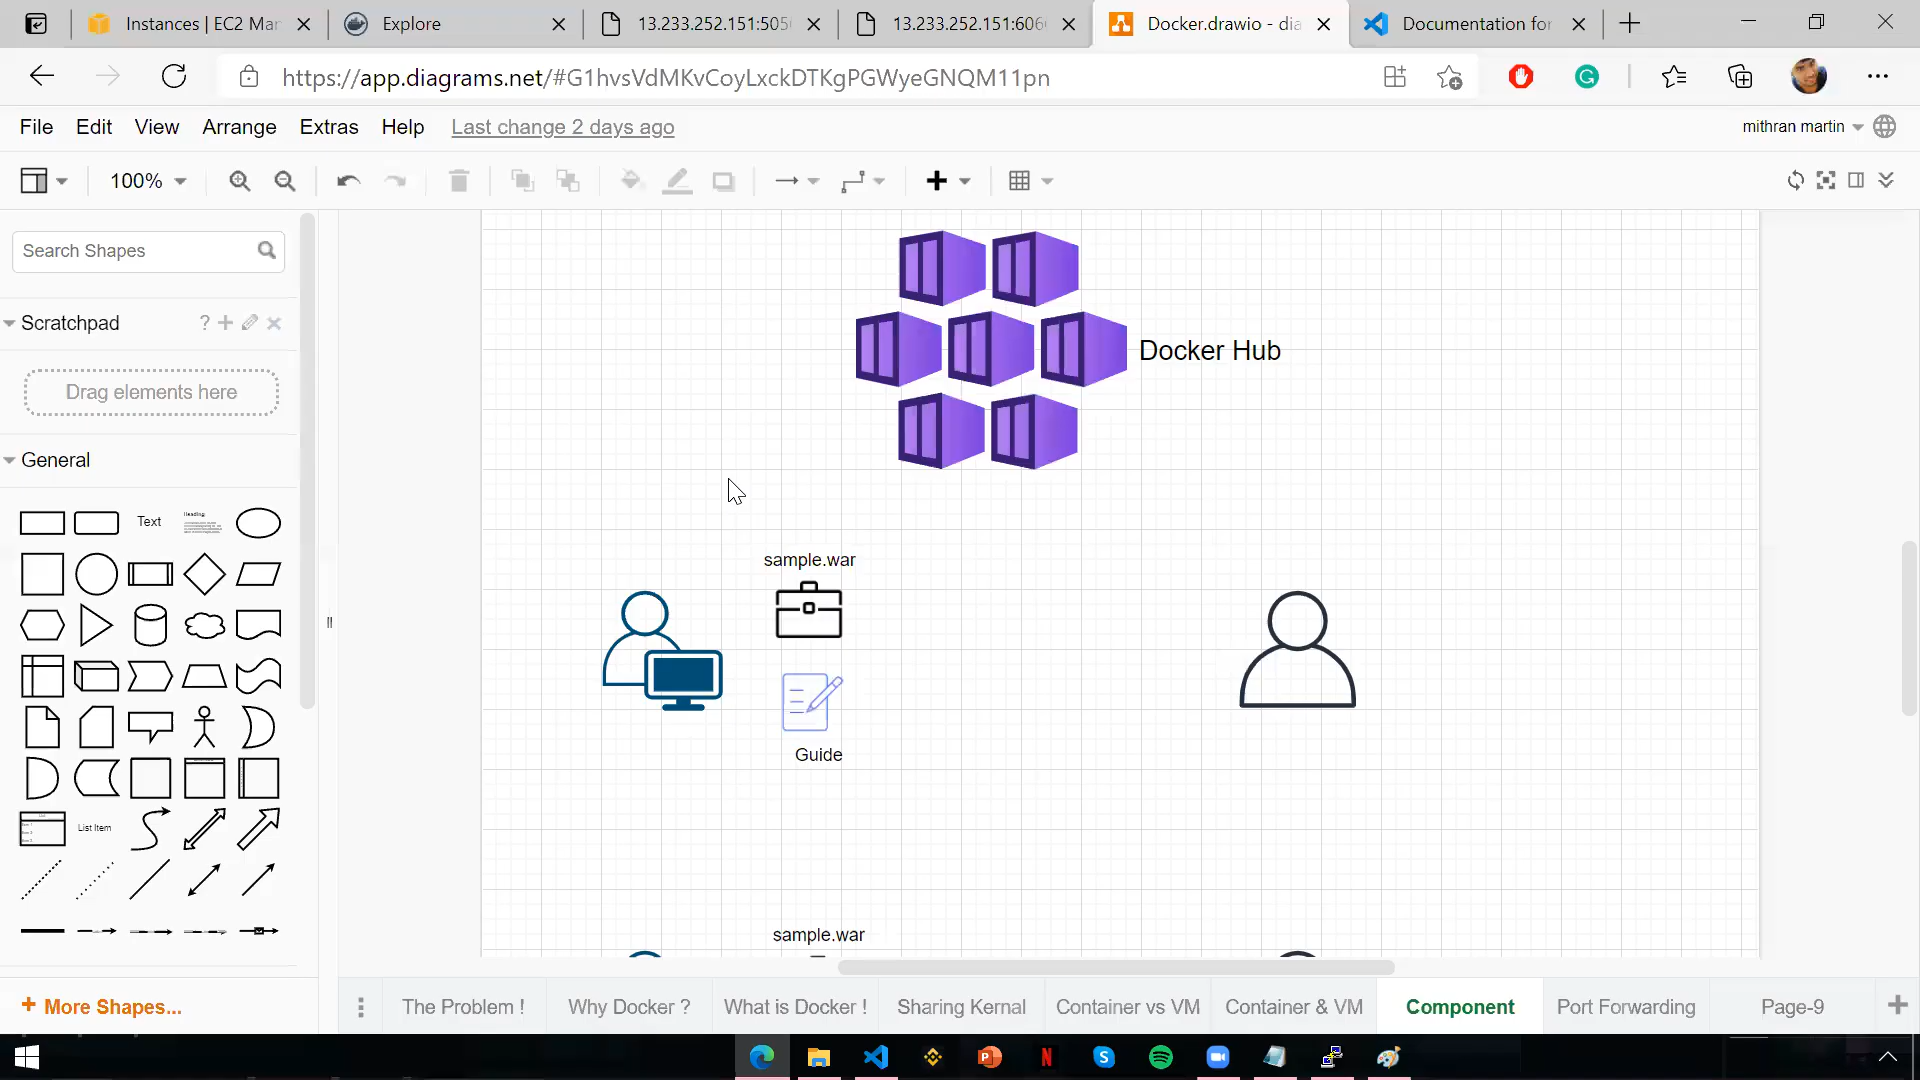 Instances | EC2 Mar
Explore
13.233.252.151:505
13.233.252.151:606
Docker.drawio - dia
Documentation for
https://app.diagrams.net/#G1hvsVdMKvCoyLxckDTKgPGWyeGNQM11pn
File Edit View Arrange Extras Help Last change 2 days ago
mithran martin
100%
Search Shapes
Scratchpad
?
Drag elements here
General
Text
Heading
List Item
Docker Hub
sample.war
Guide
sample.war
+ More Shapes...
The Problem !
Why Docker ?
What is Docker !
Sharing Kernal
Container vs VM
Container & VM
Component
Port Forwarding
Page-9